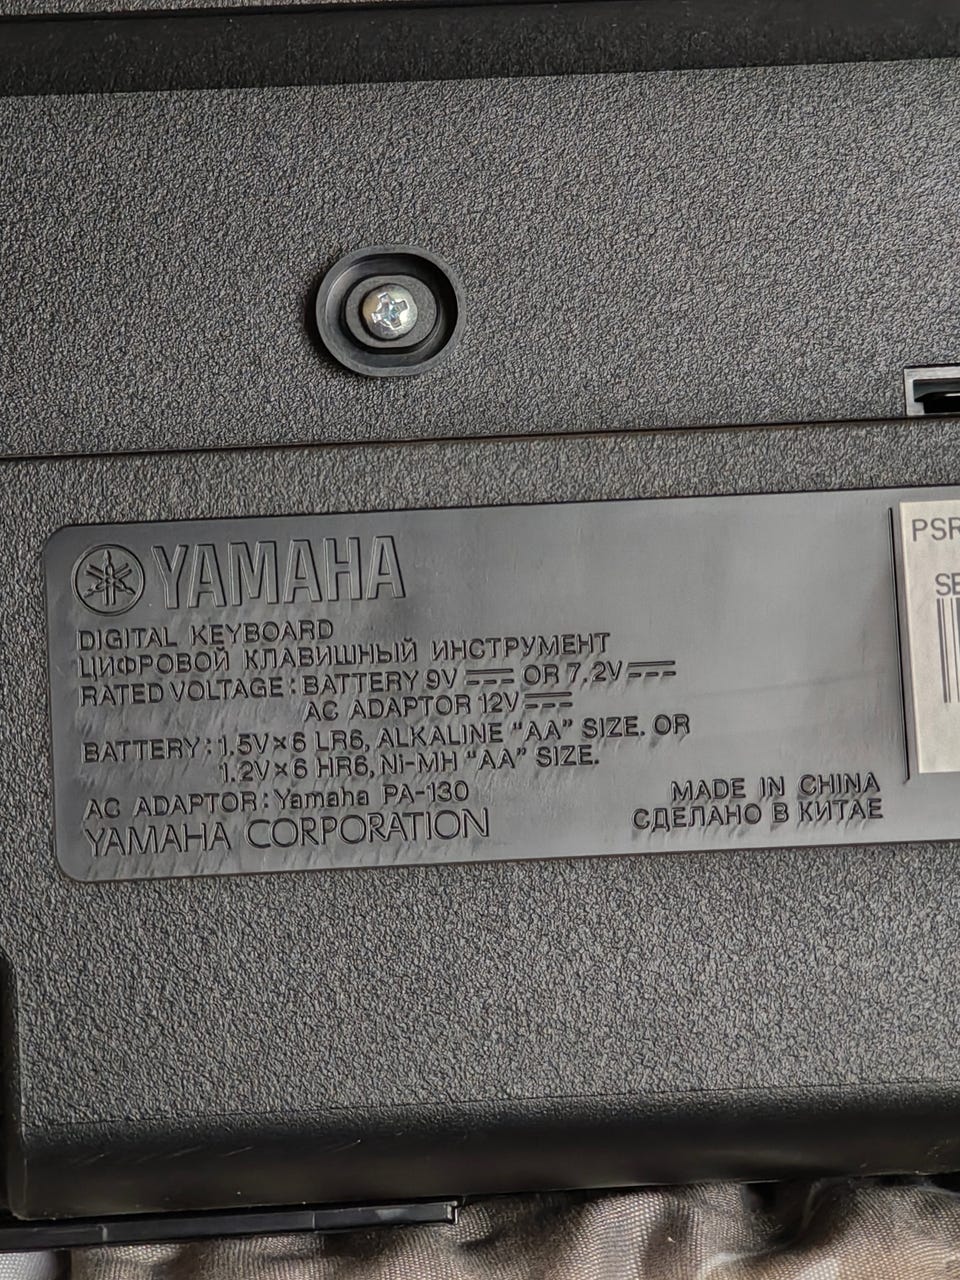 YAMAHA
DIGITAL KEYBOARD
ЦИФРОВОЙ КЛАВИШНЫЙ ИНСТРУМЕНТ
RATED VOLTAGE : BATTERY 9V ⎓ OR 7.2V ⎓
AC ADAPTOR 12V ⎓
BATTERY : 1.5V×6 LR6, ALKALINE "AA" SIZE. OR
1.2V×6 HR6, Ni-MH "AA" SIZE.
AC ADAPTOR : Yamaha PA-130
YAMAHA CORPORATION
MADE IN CHINA
СДЕЛАНО В КИТАЕ
PSR